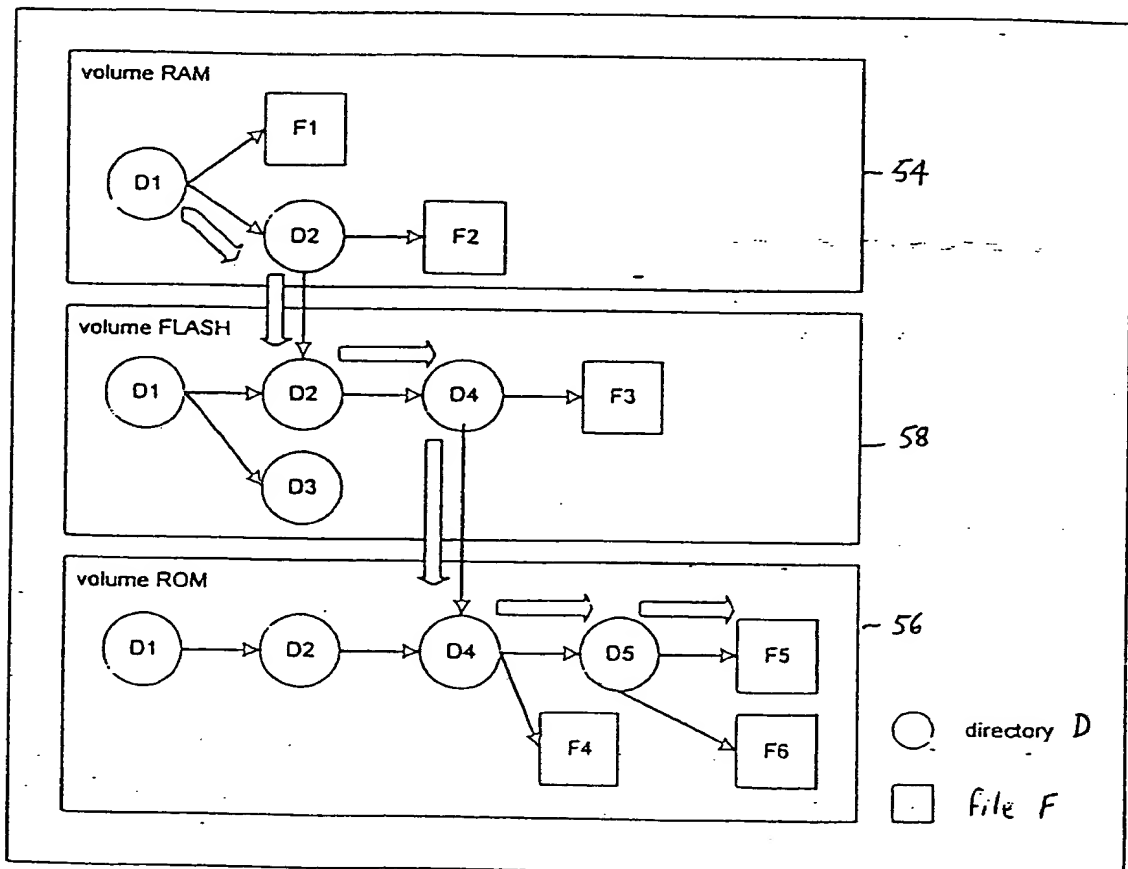 volume RAM
F1
D1
54
D2
F2
volume FLASH
D1
D2
D4
F3
58
D3
volume ROM
D1
D2
D4
D5
F5
56
F4
F6
directory D
file F